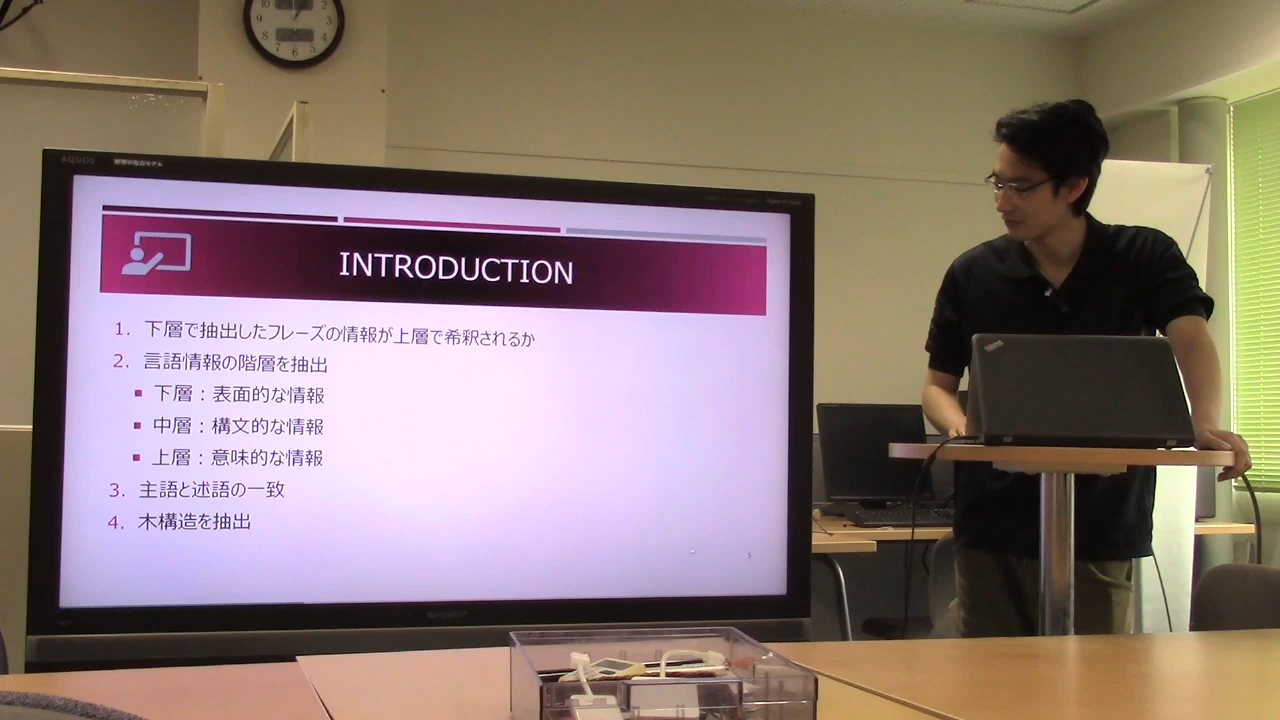 AQUOS
INTRODUCTION
1. 下層で抽出したフレーズの情報が上層で希釈されるか
2. 言語情報の階層を抽出
■ 下層：表面的な情報
■ 中層：構文的な情報
■ 上層：意味的な情報
3. 主語と述語の一致
4. 木構造を抽出
ThinkPad